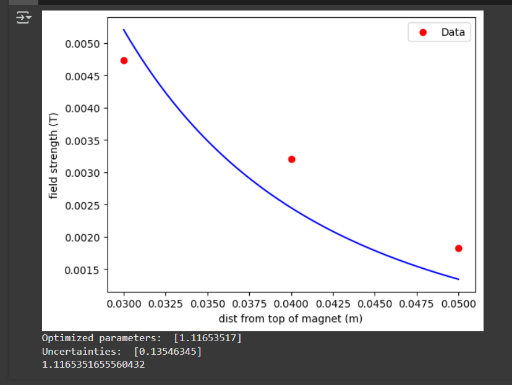 Data
0.0050
0.0045
0.0040
0.0035
0.0030
0.0025
0.0020
0.0015
field strength (T)
0.0300 0.0325 0.0350 0.0375 0.0400 0.0425 0.0450 0.0475 0.0500
dist from top of magnet (m)
Optimized parameters:  [1.11653517]
Uncertainties:  [0.13546345]
1.1165351655560432